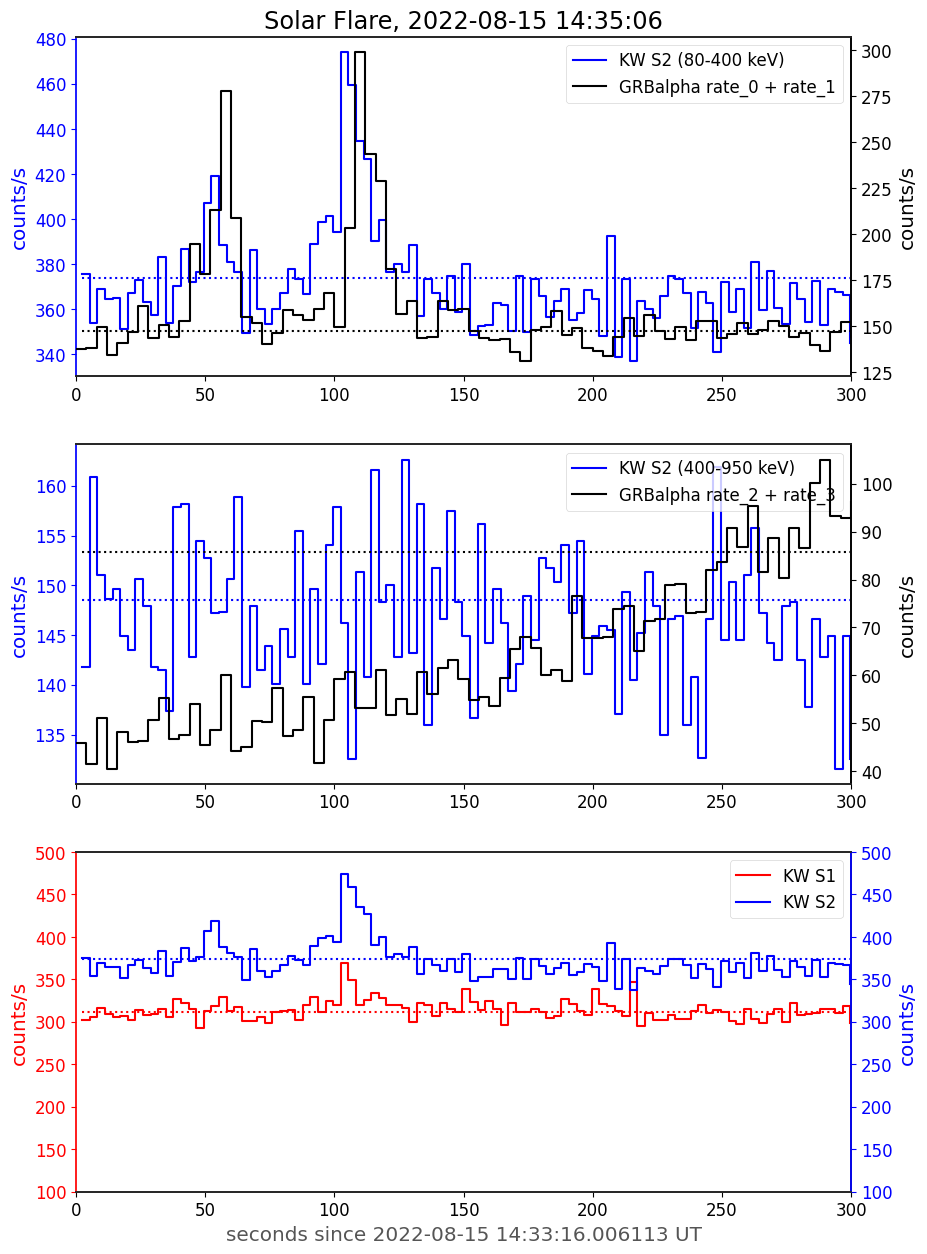 Solar Flare, 2022-08-15 14:35:06
KW S2 (80-400 keV)
GRBalpha rate_0 + rate_1
480
460
440
420
400
380
360
340
counts/s
300
275
250
225
200
175
150
125
counts/s
0 50 100 150 200 250 300
KW S2 (400-950 keV)
GRBalpha rate_2 + rate_3
160
155
150
145
140
135
counts/s
100
90
80
70
60
50
40
counts/s
0 50 100 150 200 250 300
KW S1
KW S2
500
450
400
350
300
250
200
150
100
counts/s
500
450
400
350
300
250
200
150
100
counts/s
0 50 100 150 200 250 300
seconds since 2022-08-15 14:33:16.006113 UT